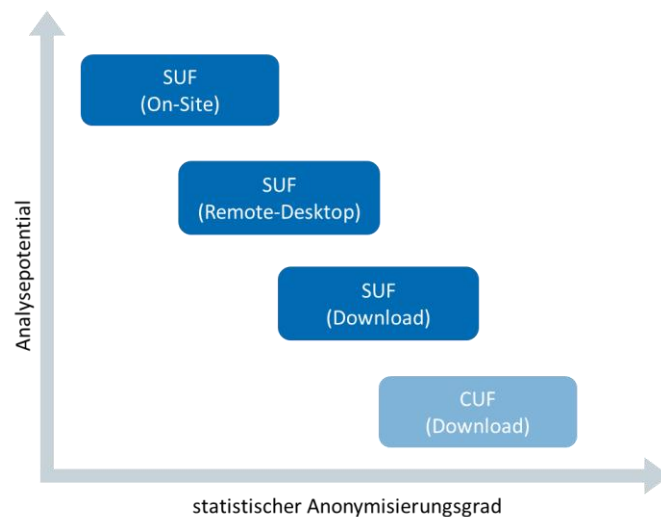 SUF
(On-Site)
SUF
(Remote-Desktop)
SUF
(Download)
CUF
(Download)
Analysepotential
statistischer Anonymisierungsgrad